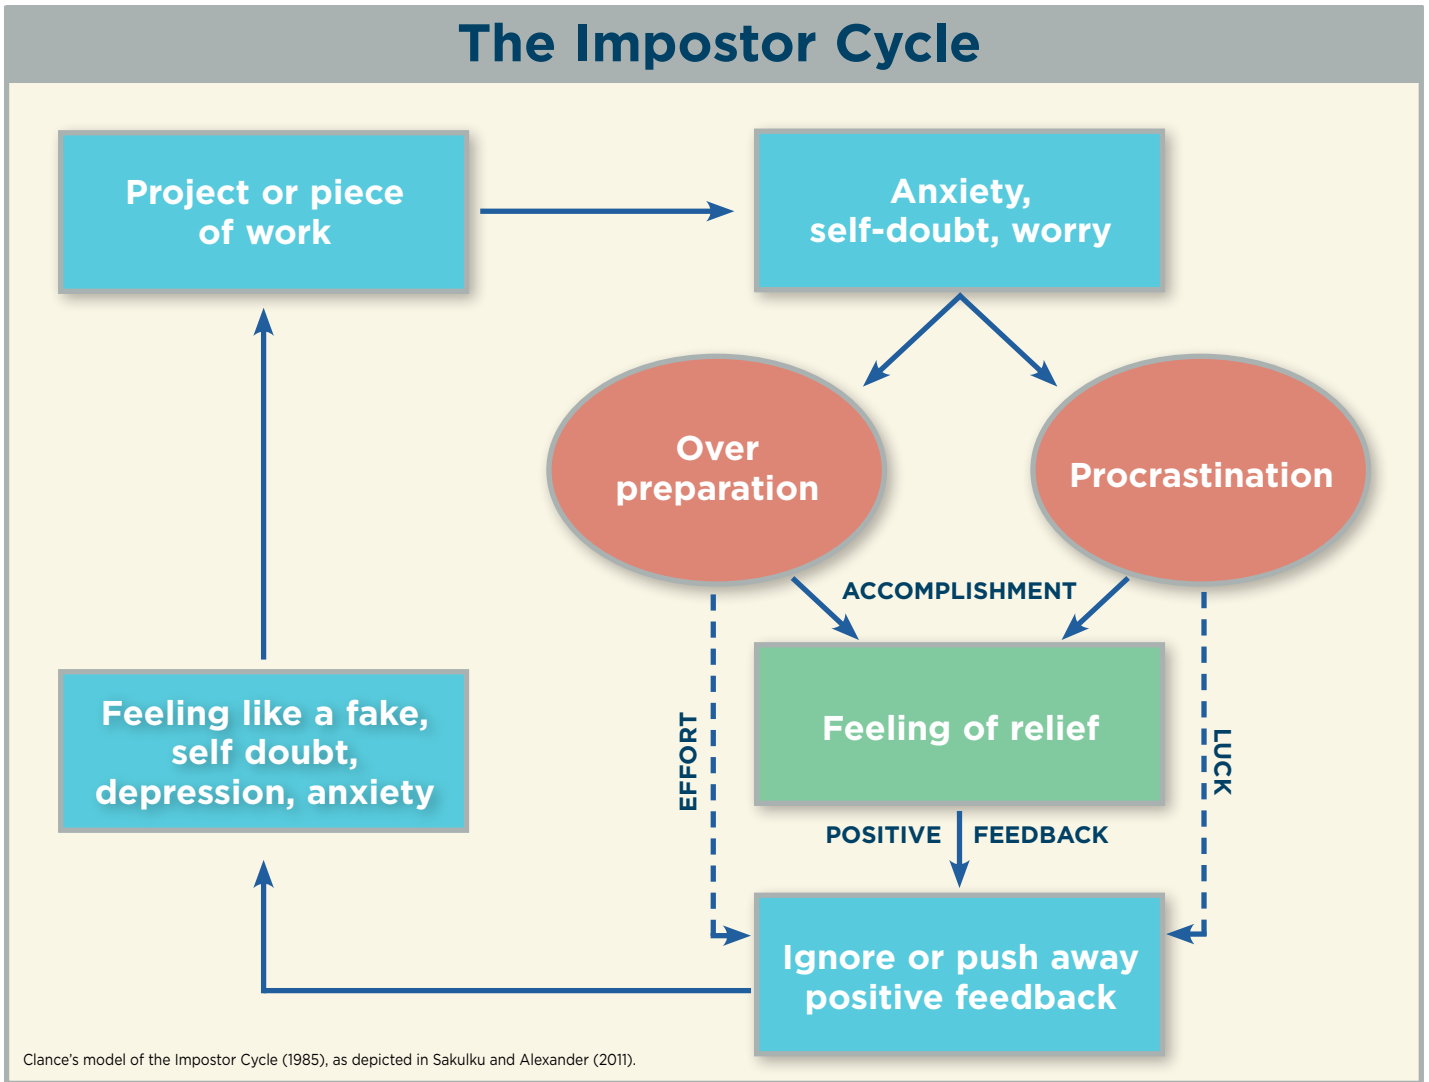 The Impostor Cycle
Project or piece
of work
Anxiety,
self-doubt, worry
Over
preparation
Procrastination
ACCOMPLISHMENT
Feeling like a fake,
self doubt,
depression, anxiety
EFFORT
Feeling of relief
LUCK
POSITIVE FEEDBACK
Ignore or push away
positive feedback
Clance's model of the Impostor Cycle (1985), as depicted in Sakulku and Alexander (2011).